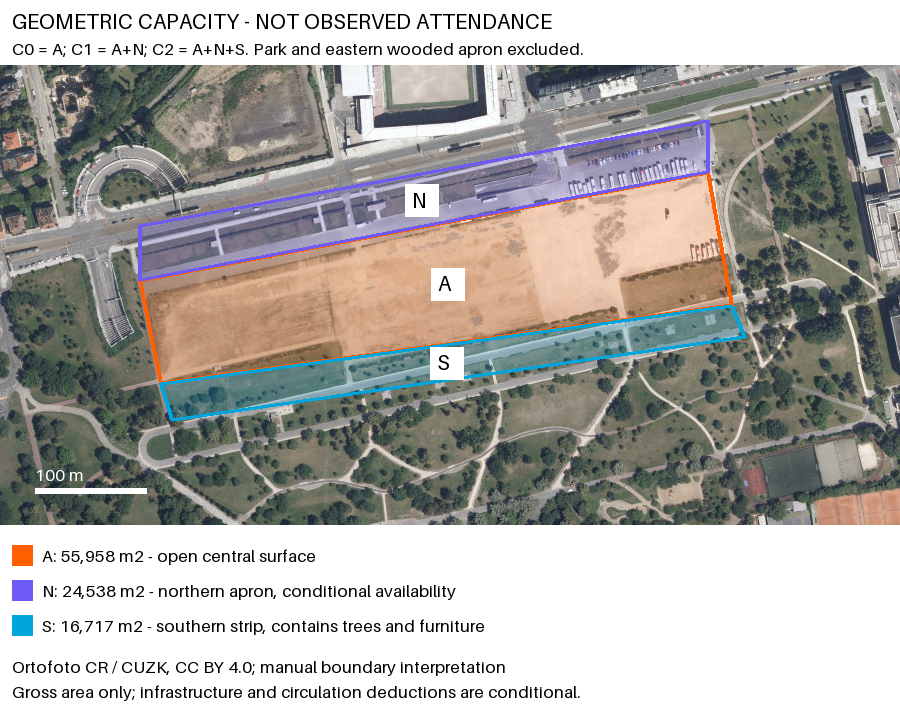 GEOMETRIC CAPACITY - NOT OBSERVED ATTENDANCE
C0 = A; C1 = A+N; C2 = A+N+S. Park and eastern wooded apron excluded.
N
A
S
100 m
A: 55,958 m2 - open central surface
N: 24,538 m2 - northern apron, conditional availability
S: 16,717 m2 - southern strip, contains trees and furniture
Ortofoto CR / CUZK, CC BY 4.0; manual boundary interpretation
Gross area only; infrastructure and circulation deductions are conditional.